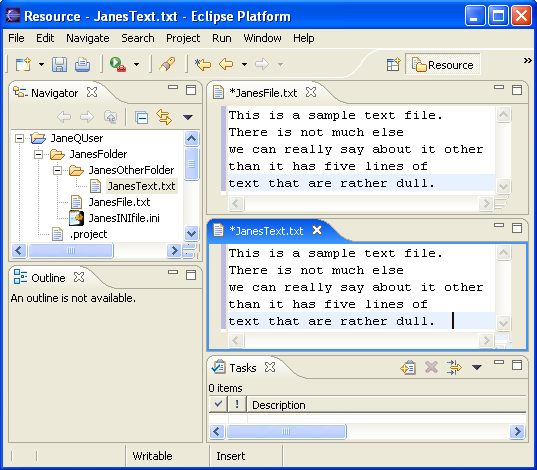 Resource - JanesText.txt - Eclipse Platform
File Edit Navigate Search Project Run Window Help
Resource
Navigator
JaneQUser
JanesFolder
JanesOtherFolder
JanesText.txt
JanesFile.txt
JanesINIfile.ini
.project
*JanesFile.txt
This is a sample text file.
There is not much else
we can really say about it other
than it has five lines of
text that are rather dull.
*JanesText.txt
This is a sample text file.
There is not much else
we can really say about it other
than it has five lines of
text that are rather dull.
Outline
An outline is not available.
Tasks
0 items
! Description
Writable Insert